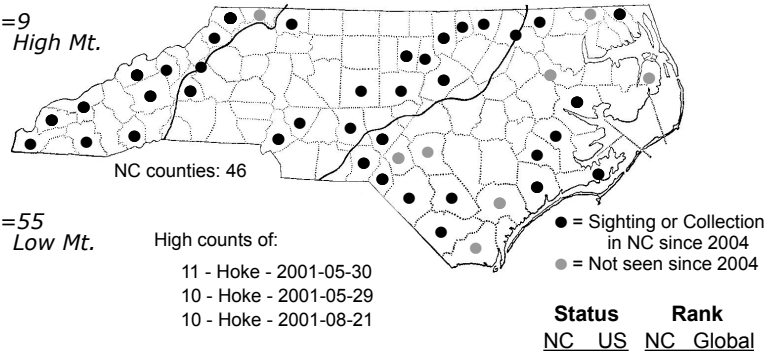 =9
High Mt.
NC counties: 46
=55
Low Mt.
High counts of:
11 - Hoke - 2001-05-30
10 - Hoke - 2001-05-29
10 - Hoke - 2001-08-21
= Sighting or Collection
in NC since 2004
= Not seen since 2004
Status Rank
NC US NC Global